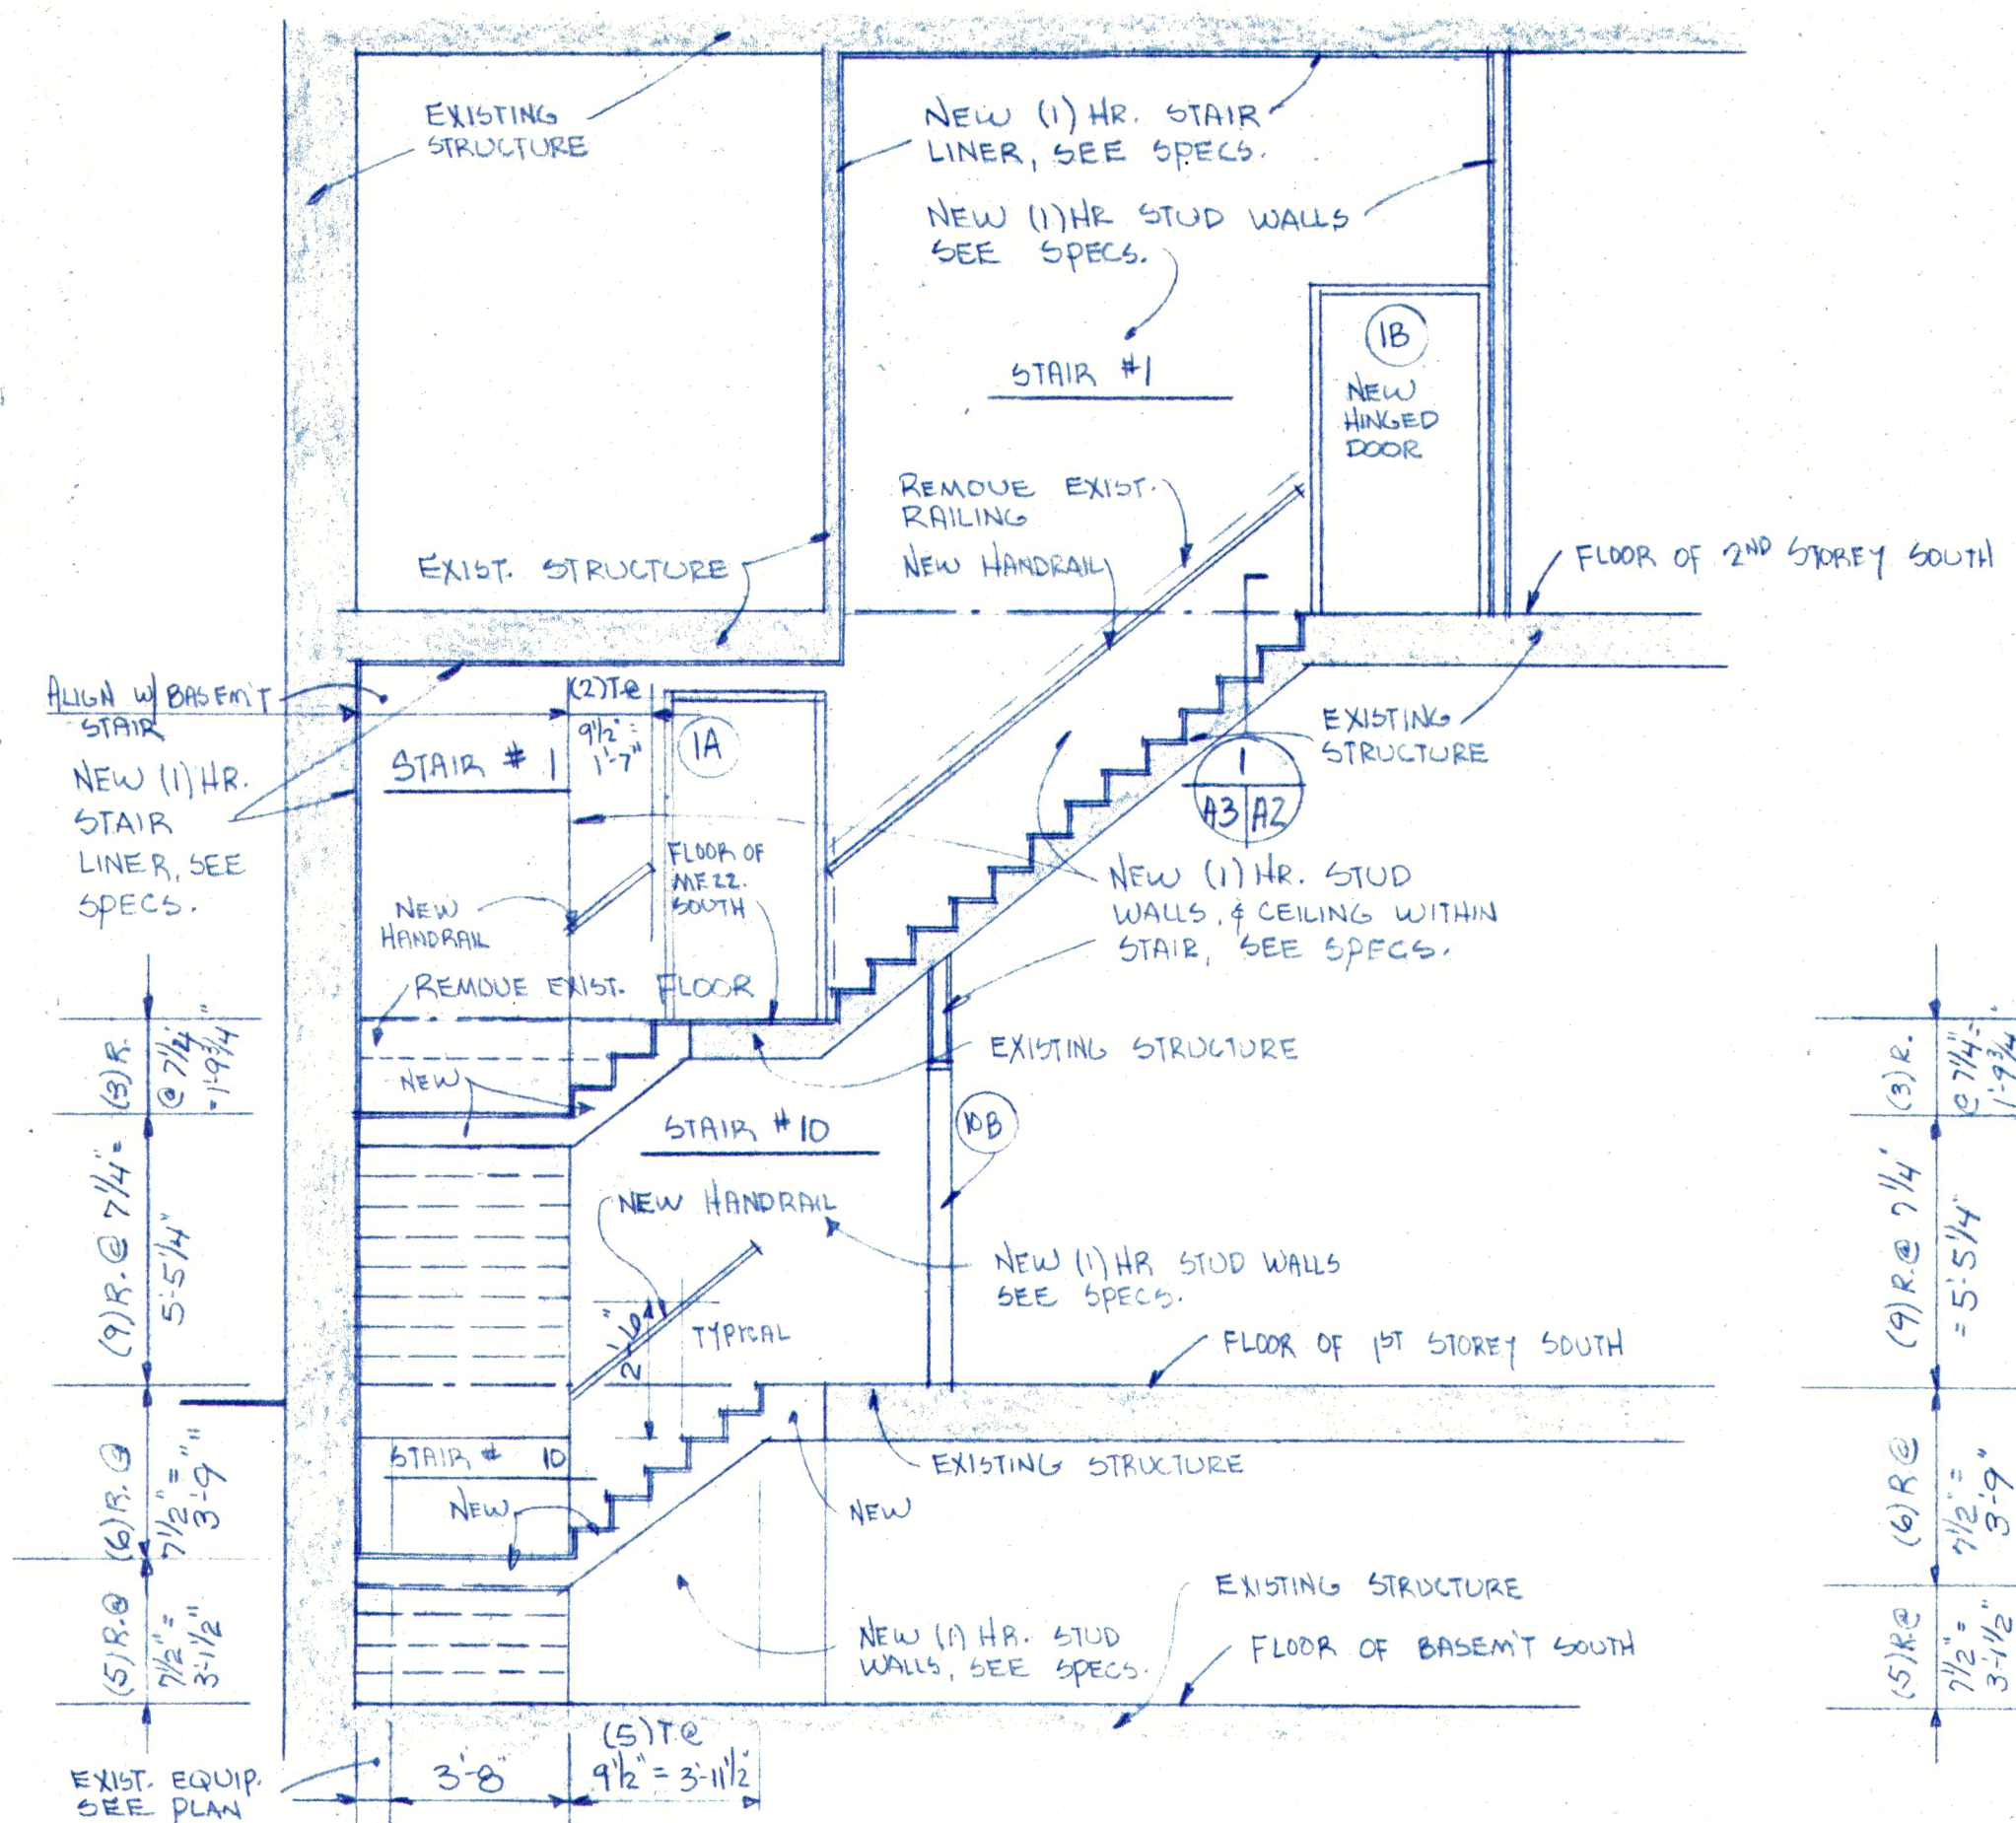 EXISTING
STRUCTURE
NEW (1) HR. STAIR
LINER, SEE SPECS.
NEW (1) HR STUD WALLS
SEE SPECS.
STAIR #1
1B
NEW
HINGED
DOOR
REMOVE EXIST.
RAILING
NEW HANDRAIL
EXIST. STRUCTURE
FLOOR OF 2ND STOREY SOUTH
ALIGN W/ BASEM'T
STAIR
NEW (1) HR.
STAIR
LINER, SEE
SPECS.
(2)T@
9½" =
1'-7"
1A
STAIR # 1
EXISTING
STRUCTURE
1
A3 A2
FLOOR OF
MEZZ.
SOUTH
NEW
HANDRAIL
NEW (1) HR. STUD
WALLS, & CEILING WITHIN
STAIR, SEE SPECS.
REMOVE EXIST. FLOOR
EXISTING STRUCTURE
NEW
STAIR #10
10B
NEW HANDRAIL
NEW (1) HR STUD WALLS
SEE SPECS.
2'-6"
TYPICAL
FLOOR OF 1ST STOREY SOUTH
STAIR # 10
EXISTING STRUCTURE
NEW
NEW
EXISTING STRUCTURE
NEW (1) HR. STUD
WALLS, SEE SPECS.
FLOOR OF BASEM'T SOUTH
(3) R.
@ 7¼"
=1'-9¾"
(9) R.@ 7¼"=
5'-5¼"
(6) R.@
7½" =
3'-9"
(5) R.@
7½" =
3'-1½"
(3) R.
@ 7¼"=
1'-9¾"
(9) R.@ 7¼"
= 5'-5¼"
(6) R@
7½" =
3'-9"
(5) R@
7½" =
3'-1½"
EXIST. EQUIP.
SEE PLAN
3'-8"
(5)T@
9½" = 3'-11½"